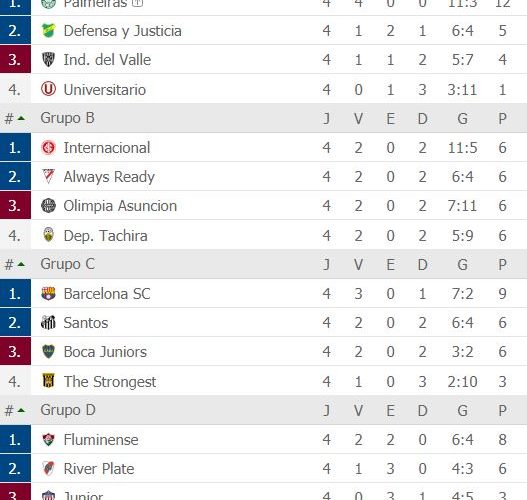 1. Palmeiras 4 4 0 0 11:3 12
2. Defensa y Justicia 4 1 2 1 6:4 5
3. Ind. del Valle 4 1 1 2 5:7 4
4. Universitario 4 0 1 3 3:11 1
# Grupo B J V E D G P
1. Internacional 4 2 0 2 11:5 6
2. Always Ready 4 2 0 2 6:4 6
3. Olimpia Asuncion 4 2 0 2 7:11 6
4. Dep. Tachira 4 2 0 2 5:9 6
# Grupo C J V E D G P
1. Barcelona SC 4 3 0 1 7:2 9
2. Santos 4 2 0 2 6:4 6
3. Boca Juniors 4 2 0 2 3:2 6
4. The Strongest 4 1 0 3 2:10 3
# Grupo D J V E D G P
1. Fluminense 4 2 2 0 6:4 8
2. River Plate 4 1 3 0 4:3 6
3. Junior 4 0 3 1 4:5 3